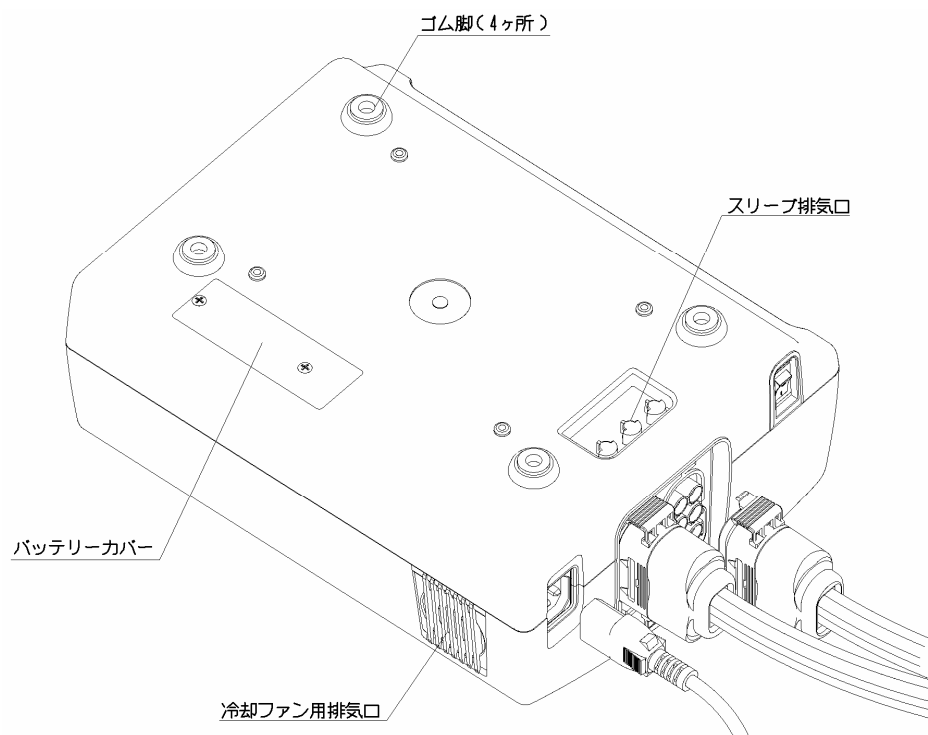 ゴム脚(4ヶ所)
スリーブ排気口
バッテリーカバー
冷却ファン用排気口